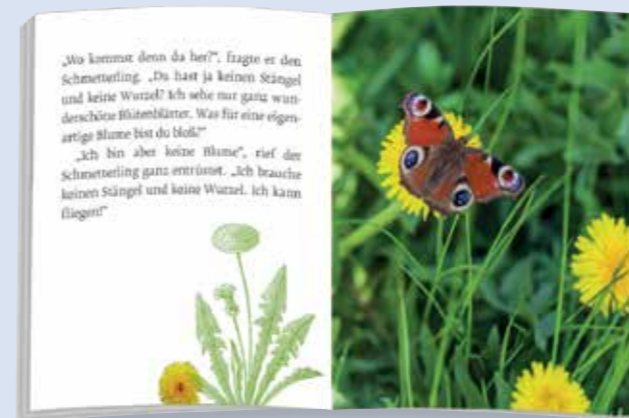 „Wo kommst denn da her?“, fragte er den
Schmetterling. „Du hast ja keinen Stängel
und keine Wurzel? Ich sehe nur ganz wun-
derschöne Blütenblätter. Was für eine eigen-
artige Blume bist du bloß?“
„Ich bin aber keine Blume“, rief der
Schmetterling ganz entrüstet. „Ich brauche
keinen Stängel und keine Wurzel. Ich kann
fliegen!“